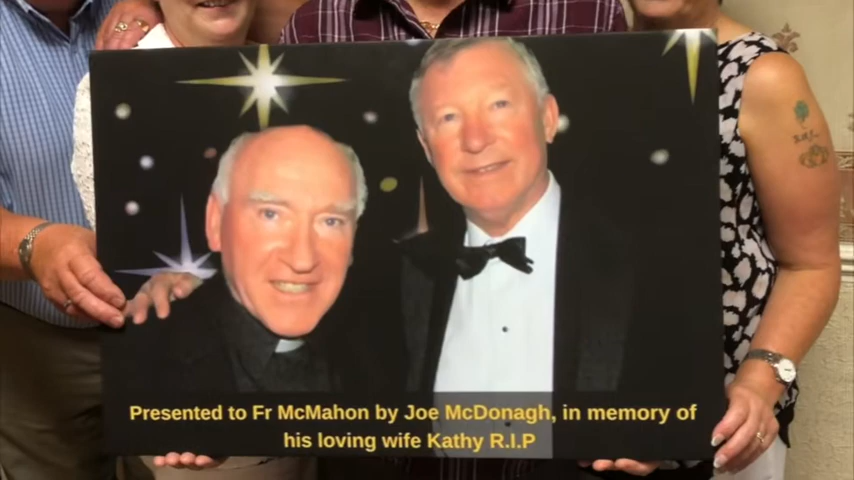 Presented to Fr McMahon by Joe McDonagh, in memory of
his loving wife Kathy R.I.P